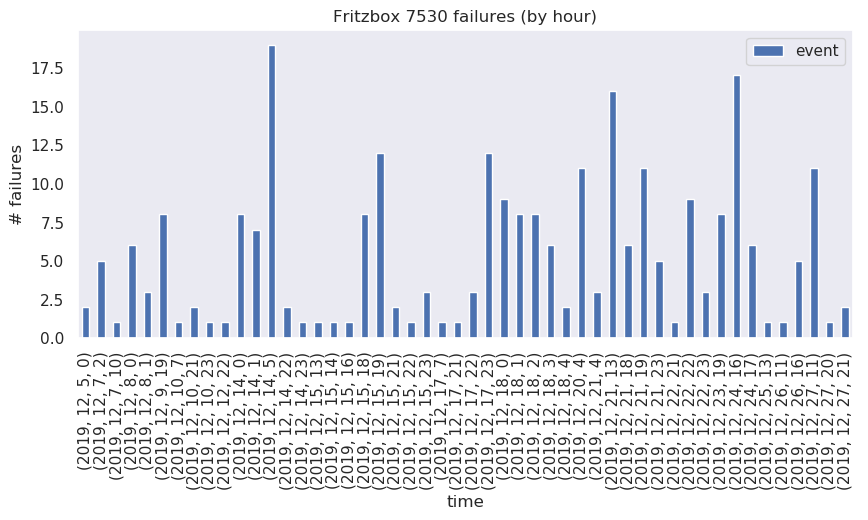 Fritzbox 7530 failures (by hour)
event
# failures
17.5
15.0
12.5
10.0
7.5
5.0
2.5
0.0
(2019, 12, 5, 0)
(2019, 12, 7, 2)
(2019, 12, 7, 10)
(2019, 12, 8, 0)
(2019, 12, 8, 1)
(2019, 12, 9, 19)
(2019, 12, 10, 7)
(2019, 12, 10, 21)
(2019, 12, 10, 23)
(2019, 12, 12, 22)
(2019, 12, 14, 0)
(2019, 12, 14, 1)
(2019, 12, 14, 5)
(2019, 12, 14, 22)
(2019, 12, 14, 23)
(2019, 12, 15, 13)
(2019, 12, 15, 14)
(2019, 12, 15, 16)
(2019, 12, 15, 18)
(2019, 12, 15, 19)
(2019, 12, 15, 21)
(2019, 12, 15, 22)
(2019, 12, 15, 23)
(2019, 12, 17, 7)
(2019, 12, 17, 21)
(2019, 12, 17, 22)
(2019, 12, 17, 23)
(2019, 12, 18, 0)
(2019, 12, 18, 1)
(2019, 12, 18, 2)
(2019, 12, 18, 3)
(2019, 12, 18, 4)
(2019, 12, 20, 4)
(2019, 12, 21, 4)
(2019, 12, 21, 13)
(2019, 12, 21, 18)
(2019, 12, 21, 19)
(2019, 12, 21, 23)
(2019, 12, 22, 21)
(2019, 12, 22, 22)
(2019, 12, 22, 23)
(2019, 12, 23, 19)
(2019, 12, 24, 16)
(2019, 12, 24, 17)
(2019, 12, 25, 13)
(2019, 12, 26, 11)
(2019, 12, 26, 16)
(2019, 12, 27, 11)
(2019, 12, 27, 20)
(2019, 12, 27, 21)
time